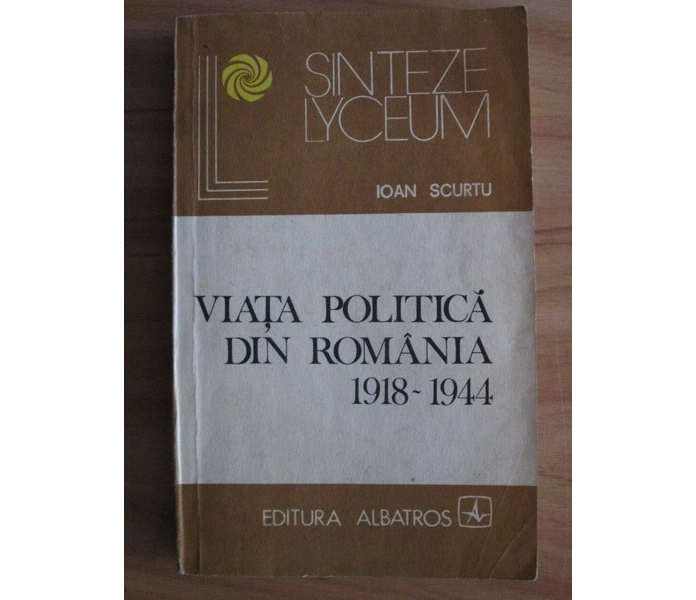 SINTEZE
LYCEUM
IOAN SCURTU
VIAȚA POLITICĂ
DIN ROMÂNIA
1918-1944
EDITURA ALBATROS